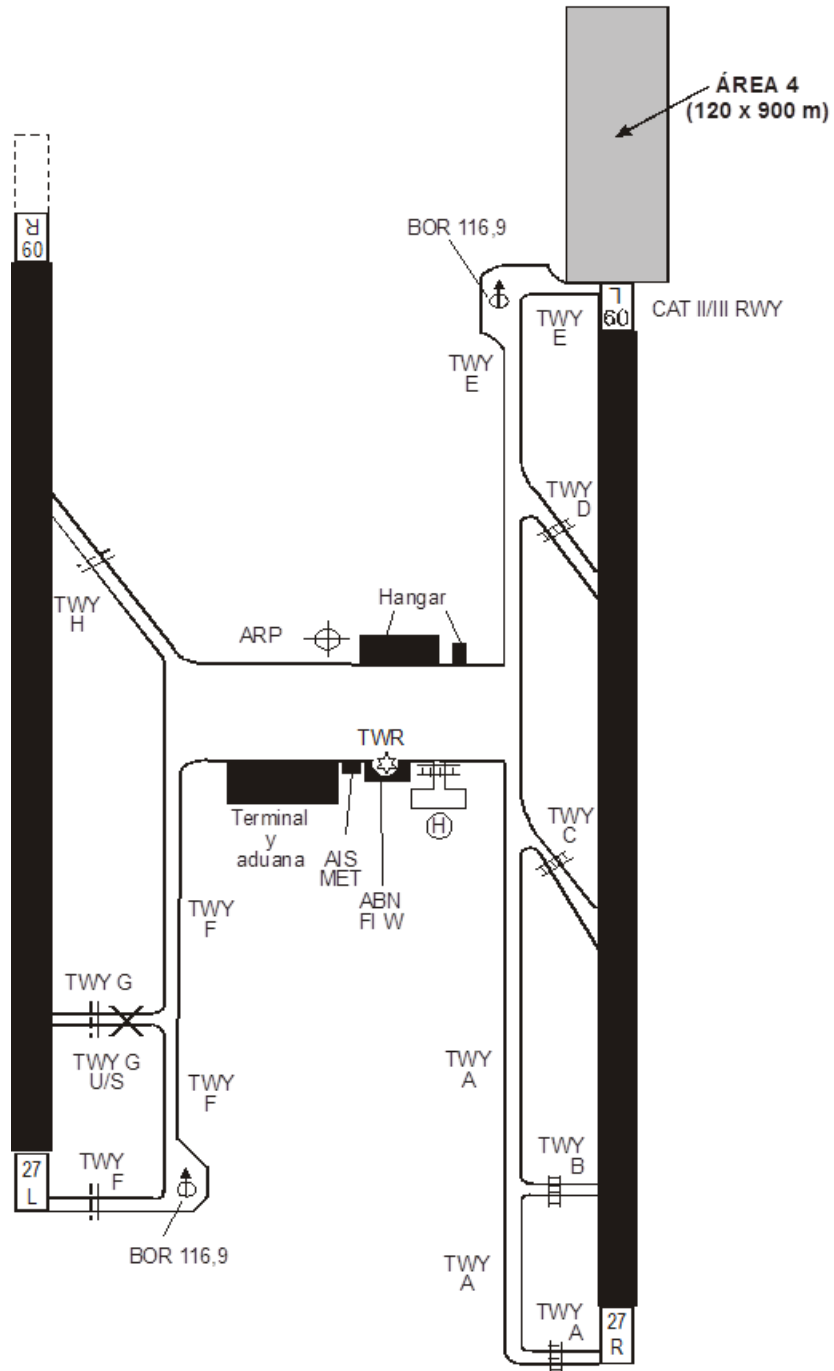 ÁREA 4
(120 x 900 m)
09
R
BOR 116,9
09
L
CAT II/III RWY
TWY
E
TWY
E
TWY
D
TWY
H
ARP
Hangar
TWR
Terminal
y
aduana
AIS
MET
H
ABN
FI W
TWY
C
TWY
F
TWY G
TWY G
U/S
TWY
F
TWY
A
TWY
B
27
L
TWY
F
BOR 116,9
TWY
A
TWY
A
27
R